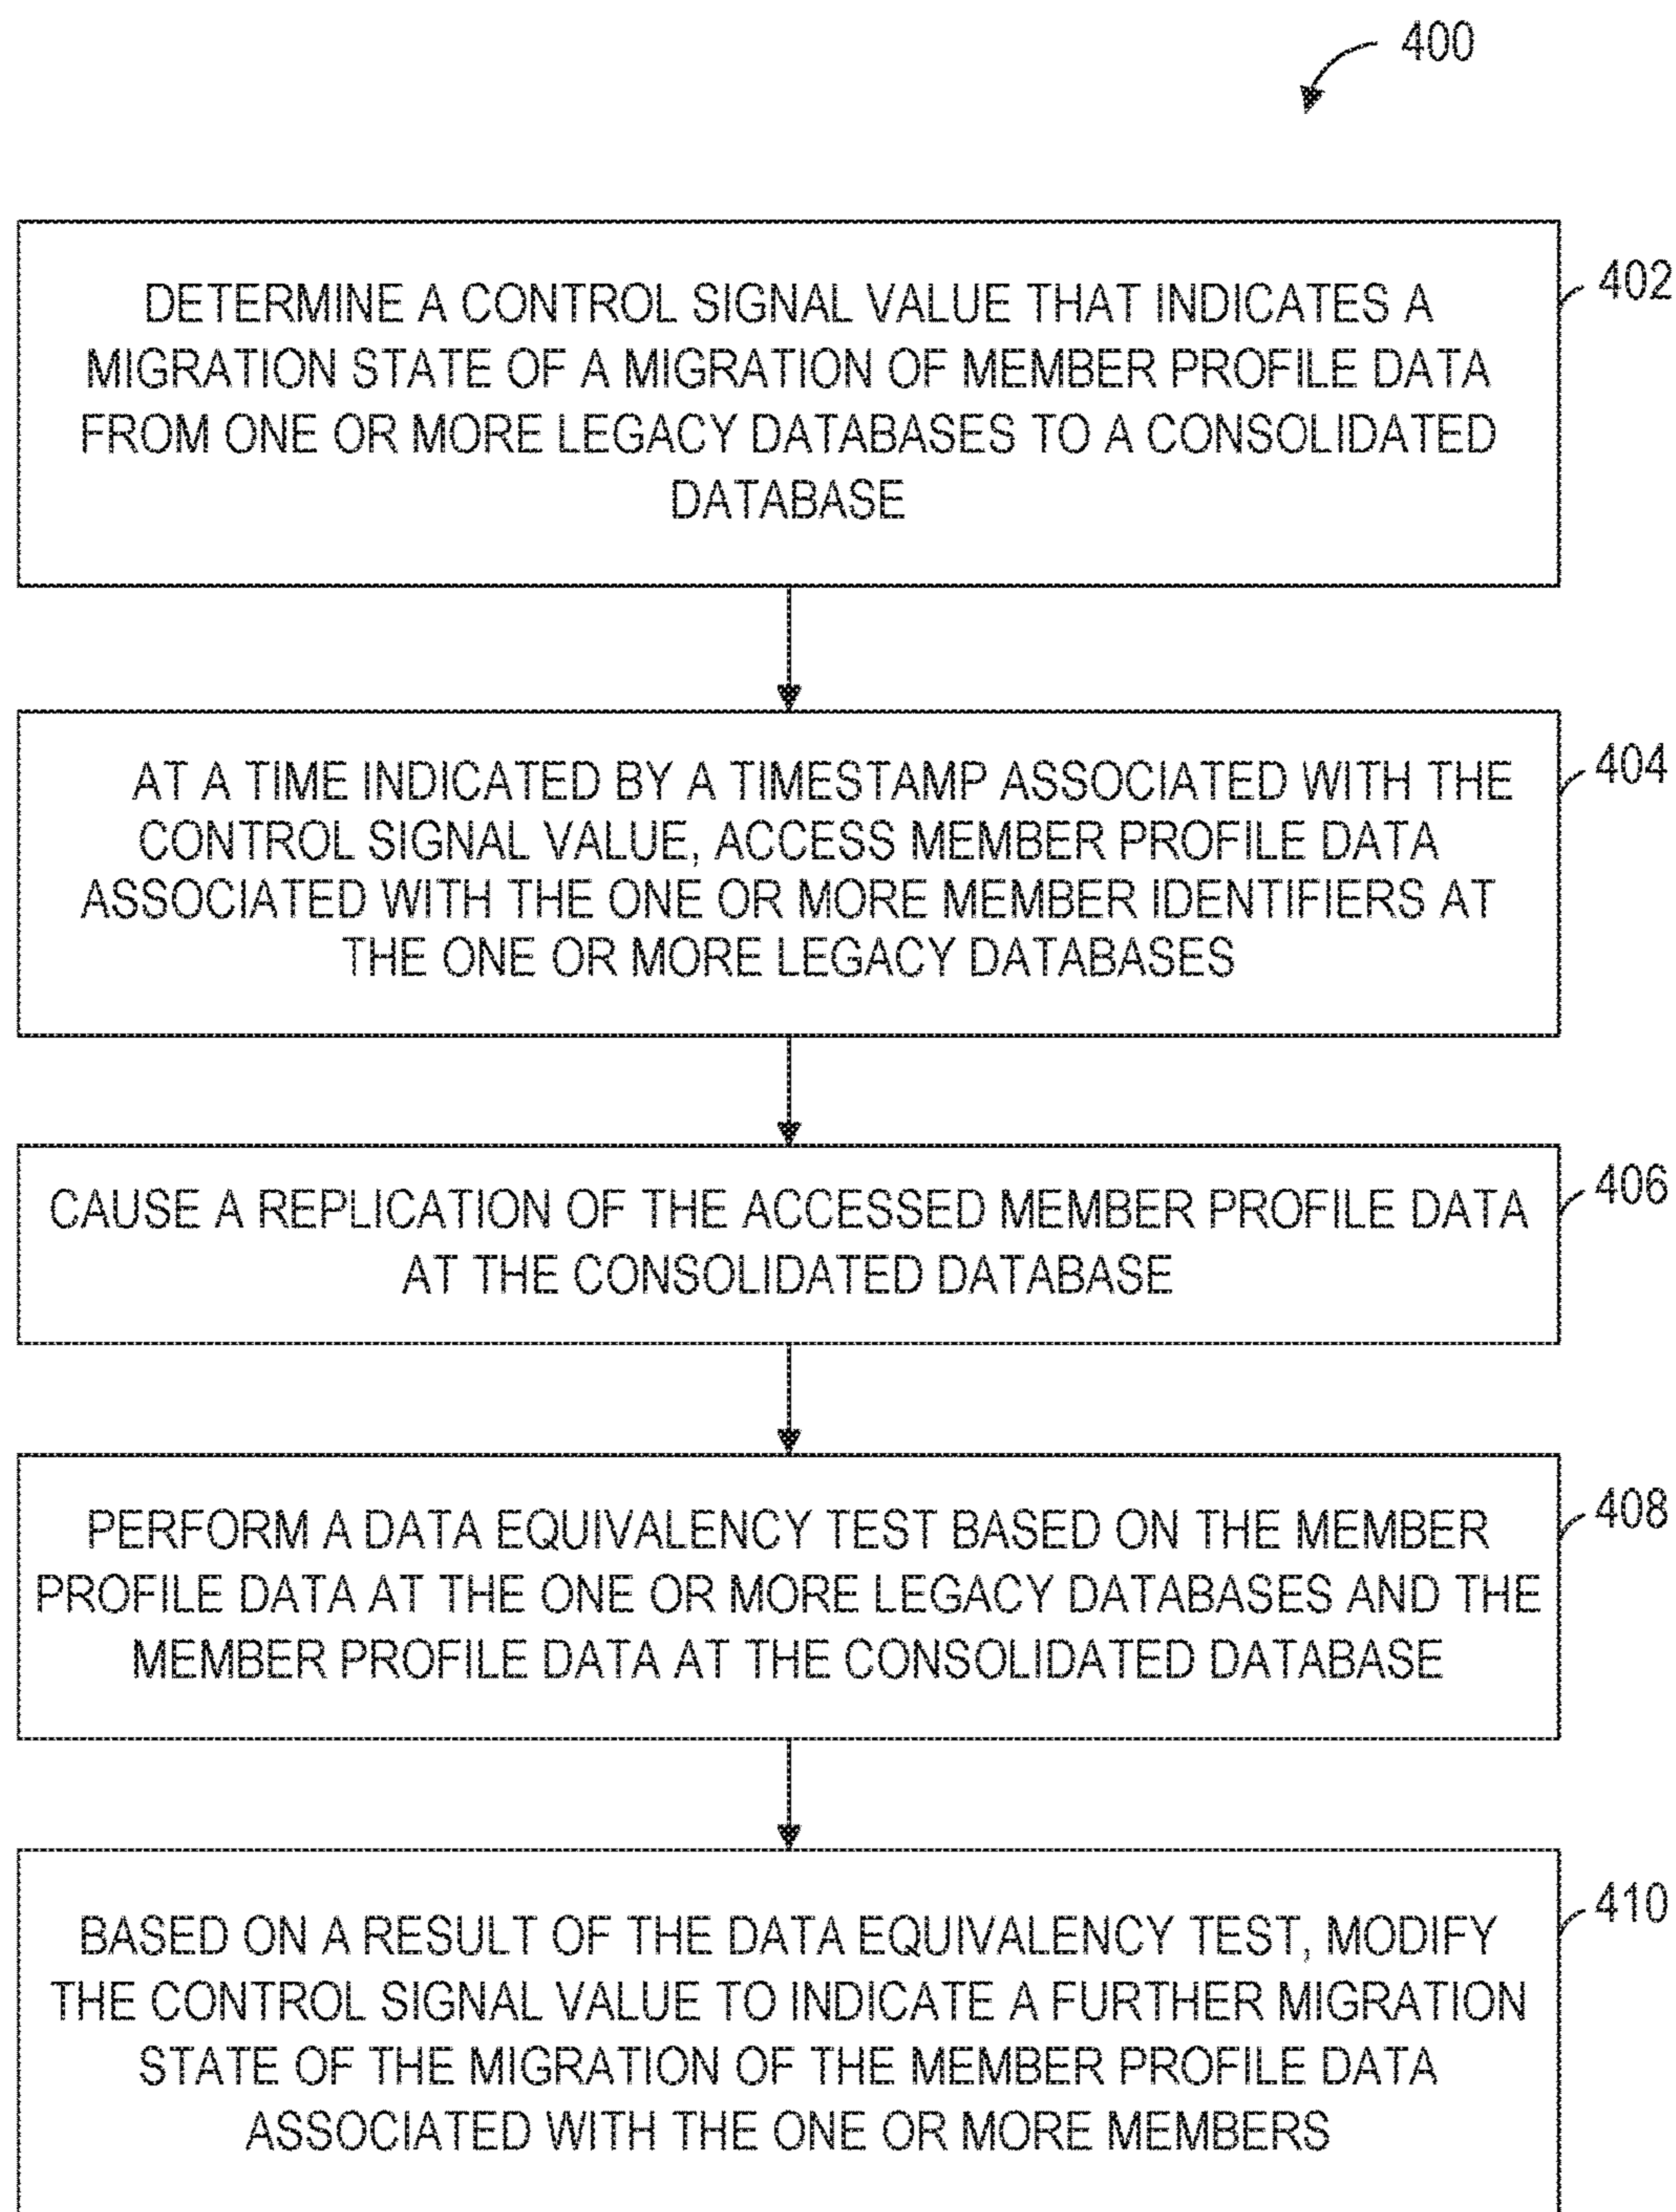 400
DETERMINE A CONTROL SIGNAL VALUE THAT INDICATES A
MIGRATION STATE OF A MIGRATION OF MEMBER PROFILE DATA
FROM ONE OR MORE LEGACY DATABASES TO A CONSOLIDATED
DATABASE
402
AT A TIME INDICATED BY A TIMESTAMP ASSOCIATED WITH THE
CONTROL SIGNAL VALUE, ACCESS MEMBER PROFILE DATA
ASSOCIATED WITH THE ONE OR MORE MEMBER IDENTIFIERS AT
THE ONE OR MORE LEGACY DATABASES
404
CAUSE A REPLICATION OF THE ACCESSED MEMBER PROFILE DATA
AT THE CONSOLIDATED DATABASE
406
PERFORM A DATA EQUIVALENCY TEST BASED ON THE MEMBER
PROFILE DATA AT THE ONE OR MORE LEGACY DATABASES AND THE
MEMBER PROFILE DATA AT THE CONSOLIDATED DATABASE
408
BASED ON A RESULT OF THE DATA EQUIVALENCY TEST, MODIFY
THE CONTROL SIGNAL VALUE TO INDICATE A FURTHER MIGRATION
STATE OF THE MIGRATION OF THE MEMBER PROFILE DATA
ASSOCIATED WITH THE ONE OR MORE MEMBERS
410